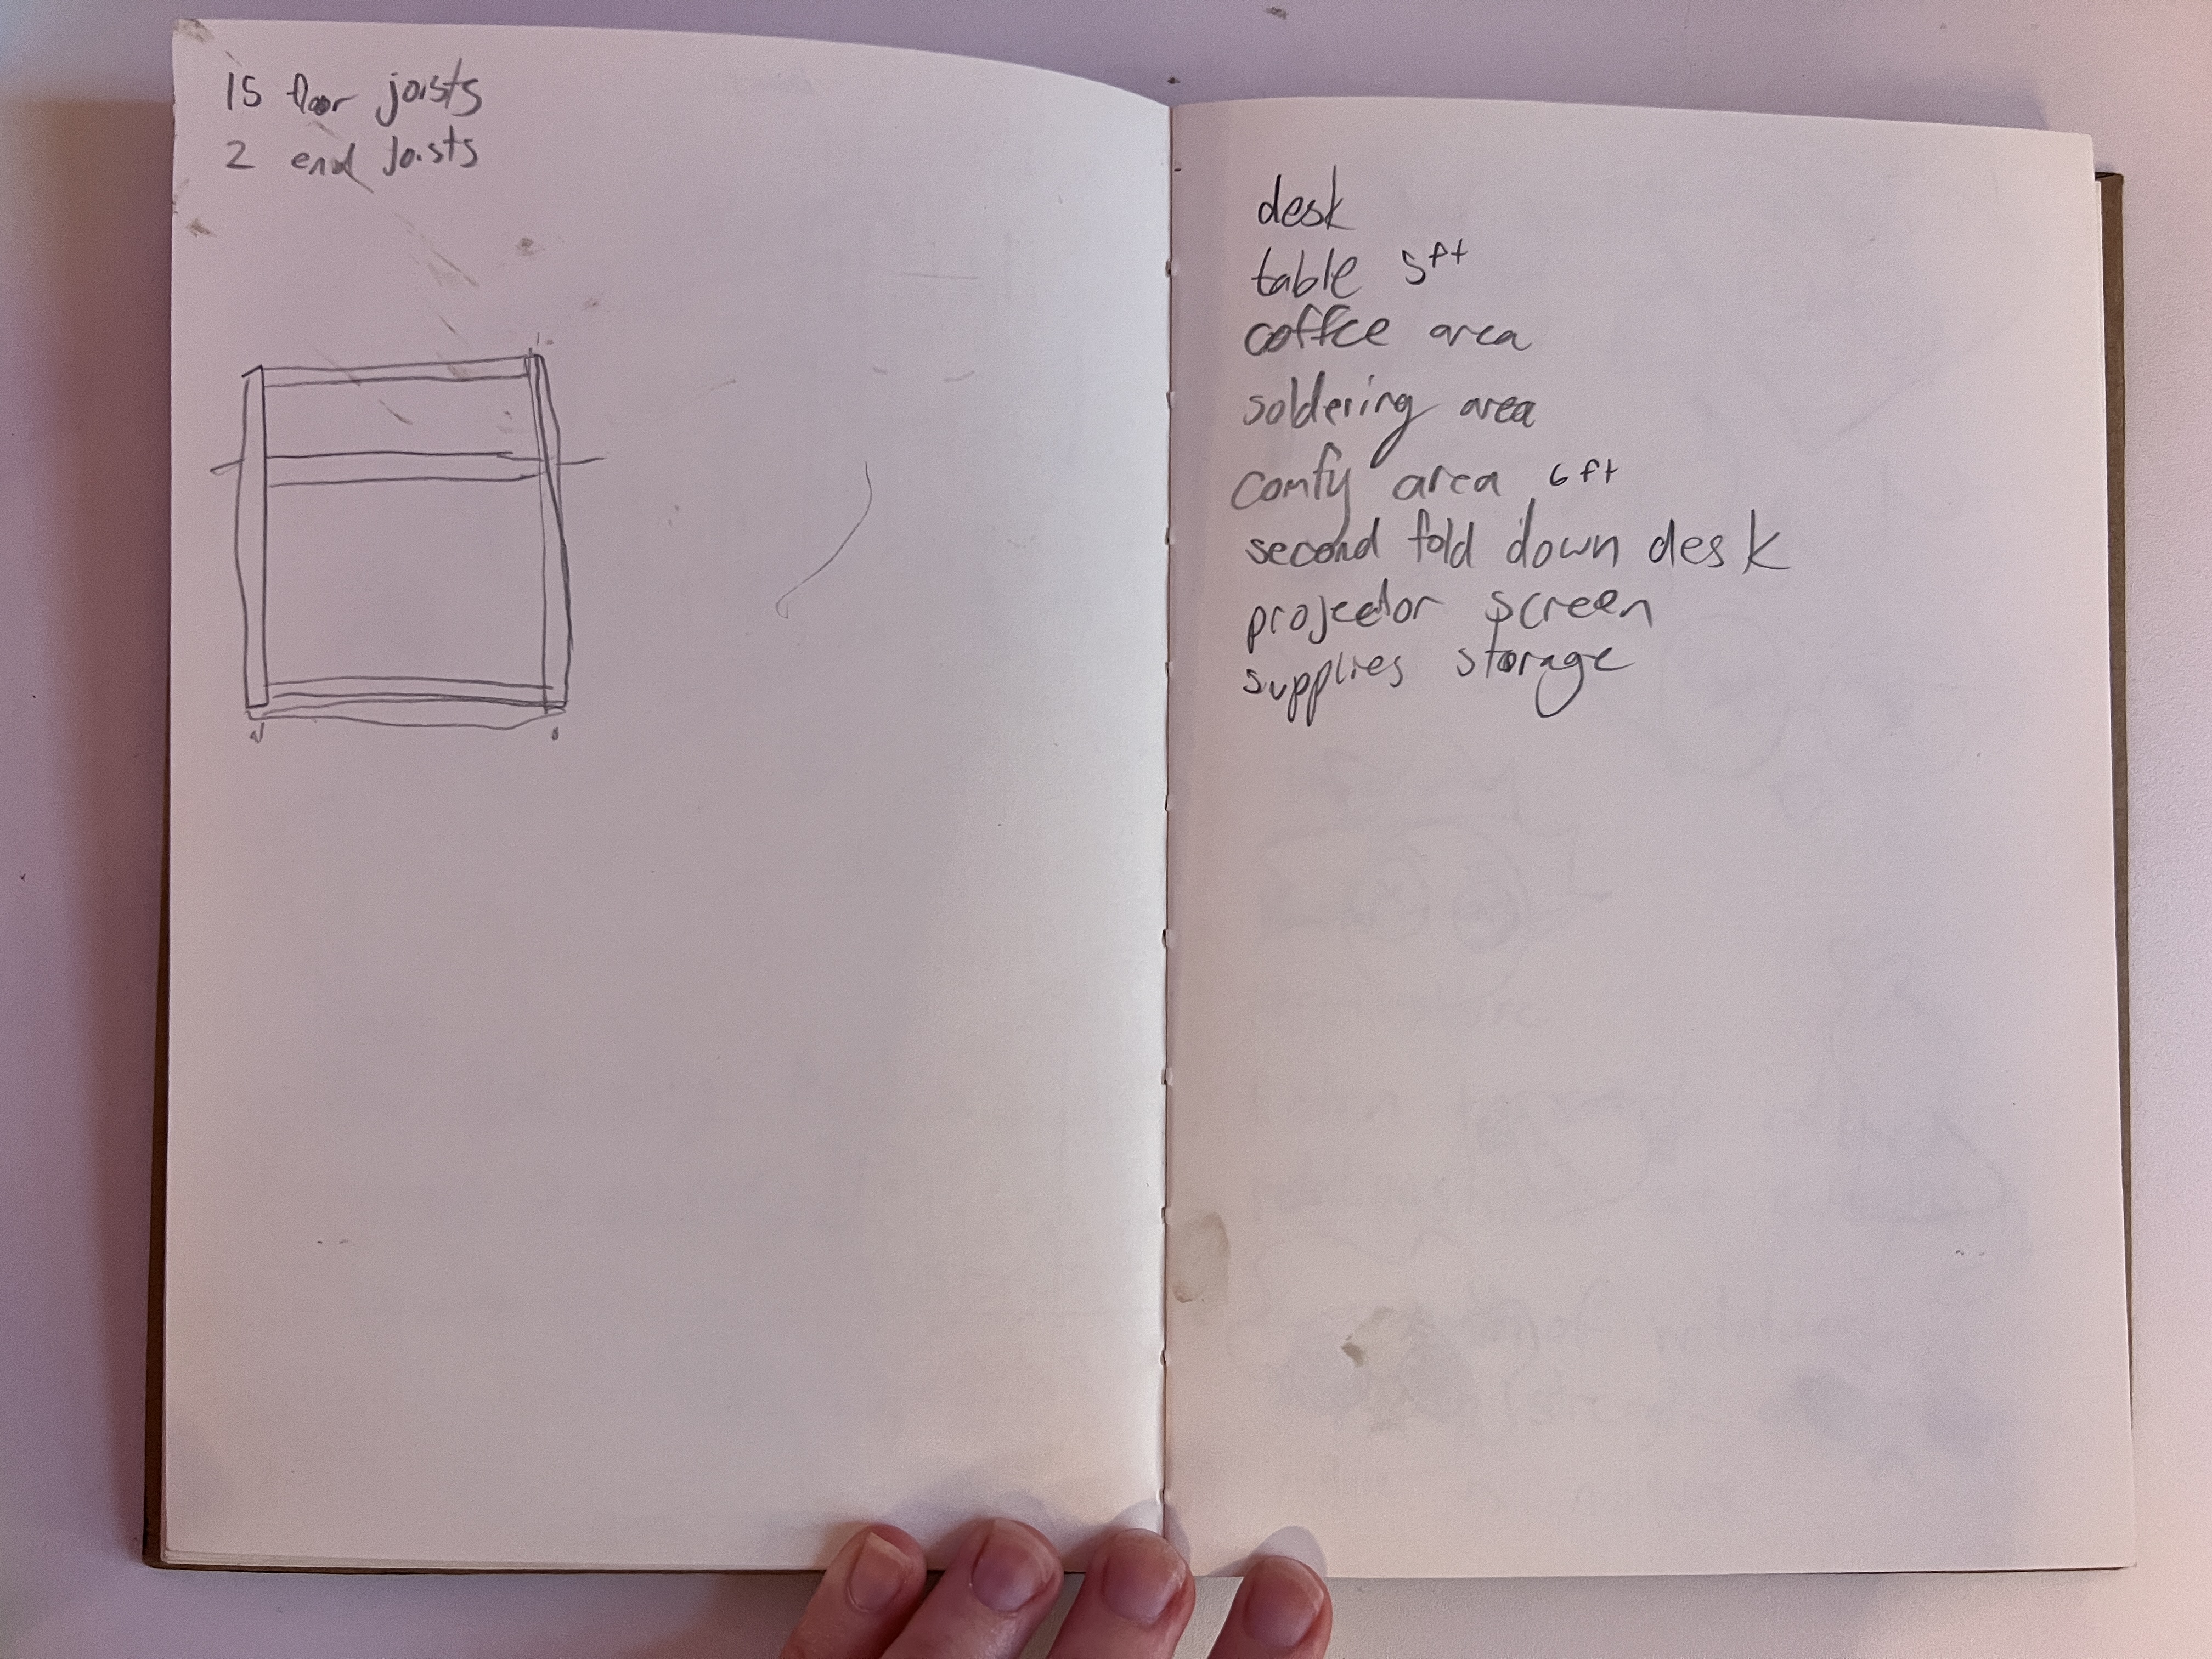 15 floor joists
2 end joists
desk
table 5ft
coffee area
soldering area
comfy area 6ft
second fold down desk
projector screen
supplies storage